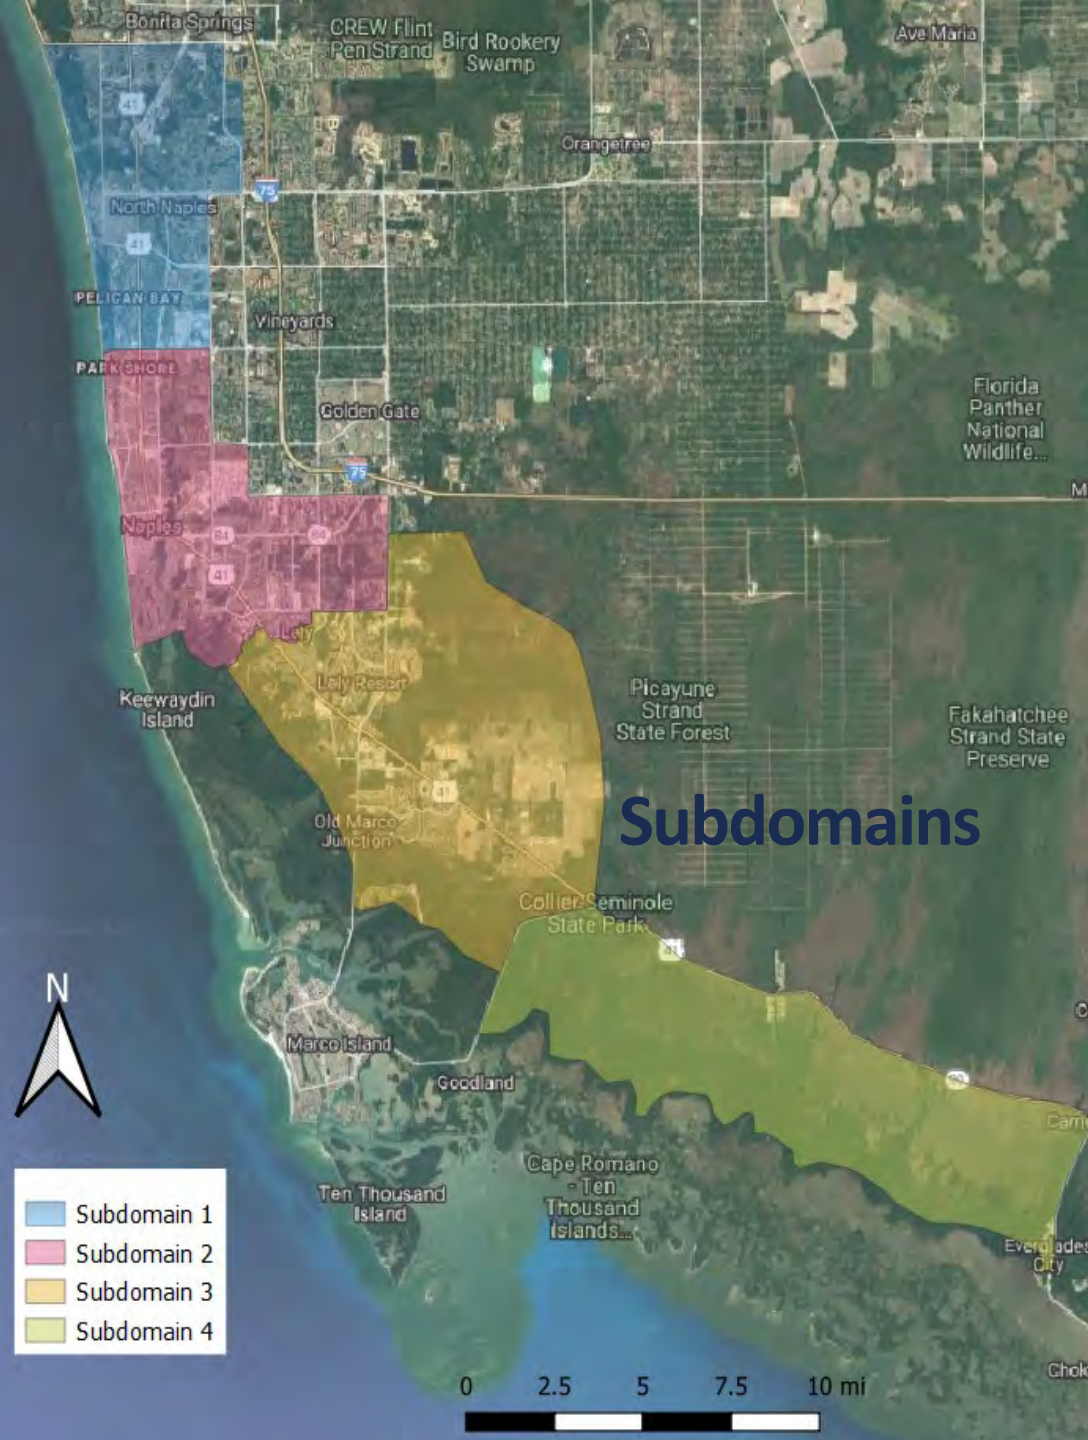 Bonita Springs
CREW Flint
Pen Strand
Bird Rookery
Swamp
Ave Maria
41
Orangetree
75
North Naples
41
PELICAN BAY
Vineyards
PARK SHORE
Golden Gate
Florida
Panther
National
Wildlife...
75
M
Naples
84
84
41
Lely
Lely Resort
Keewaydin
Island
Picayune
Strand
State Forest
Fakahatchee
Strand State
Preserve
41
Subdomains
Old Marco
Junction
Collier-Seminole
State Park
41
N
Marco Island
Goodland
Cape Romano
- Ten
Thousand
Islands...
Ten Thousand
Island
Everglades
City
Subdomain 1
Subdomain 2
Subdomain 3
Subdomain 4
Chok
0 2.5 5 7.5 10 mi